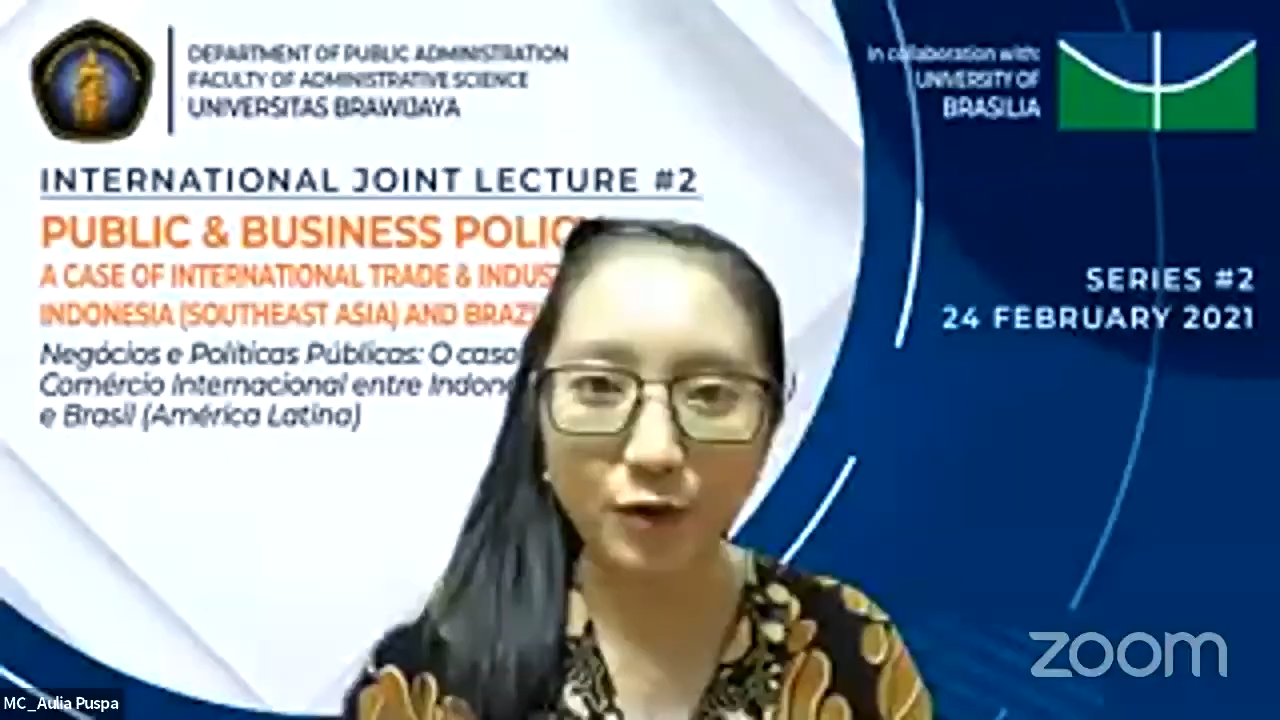 DEPARTMENT OF PUBLIC ADMINISTRATION
FACULTY OF ADMINISTRATIVE SCIENCE
UNIVERSITAS BRAWIJAYA
In collaboration with:
UNIVERSITY OF
BRASILIA
INTERNATIONAL JOINT LECTURE #2
PUBLIC & BUSINESS POLIC
A CASE OF INTERNATIONAL TRADE & INDUS
INDONESIA (SOUTHEAST ASIA) AND BRAZI
Negócios e Políticas Públicas: O caso
Comércio Internacional entre Indon
e Brasil (América Latina)
SERIES #2
24 FEBRUARY 2021
zoom
MC_Aulia Puspa